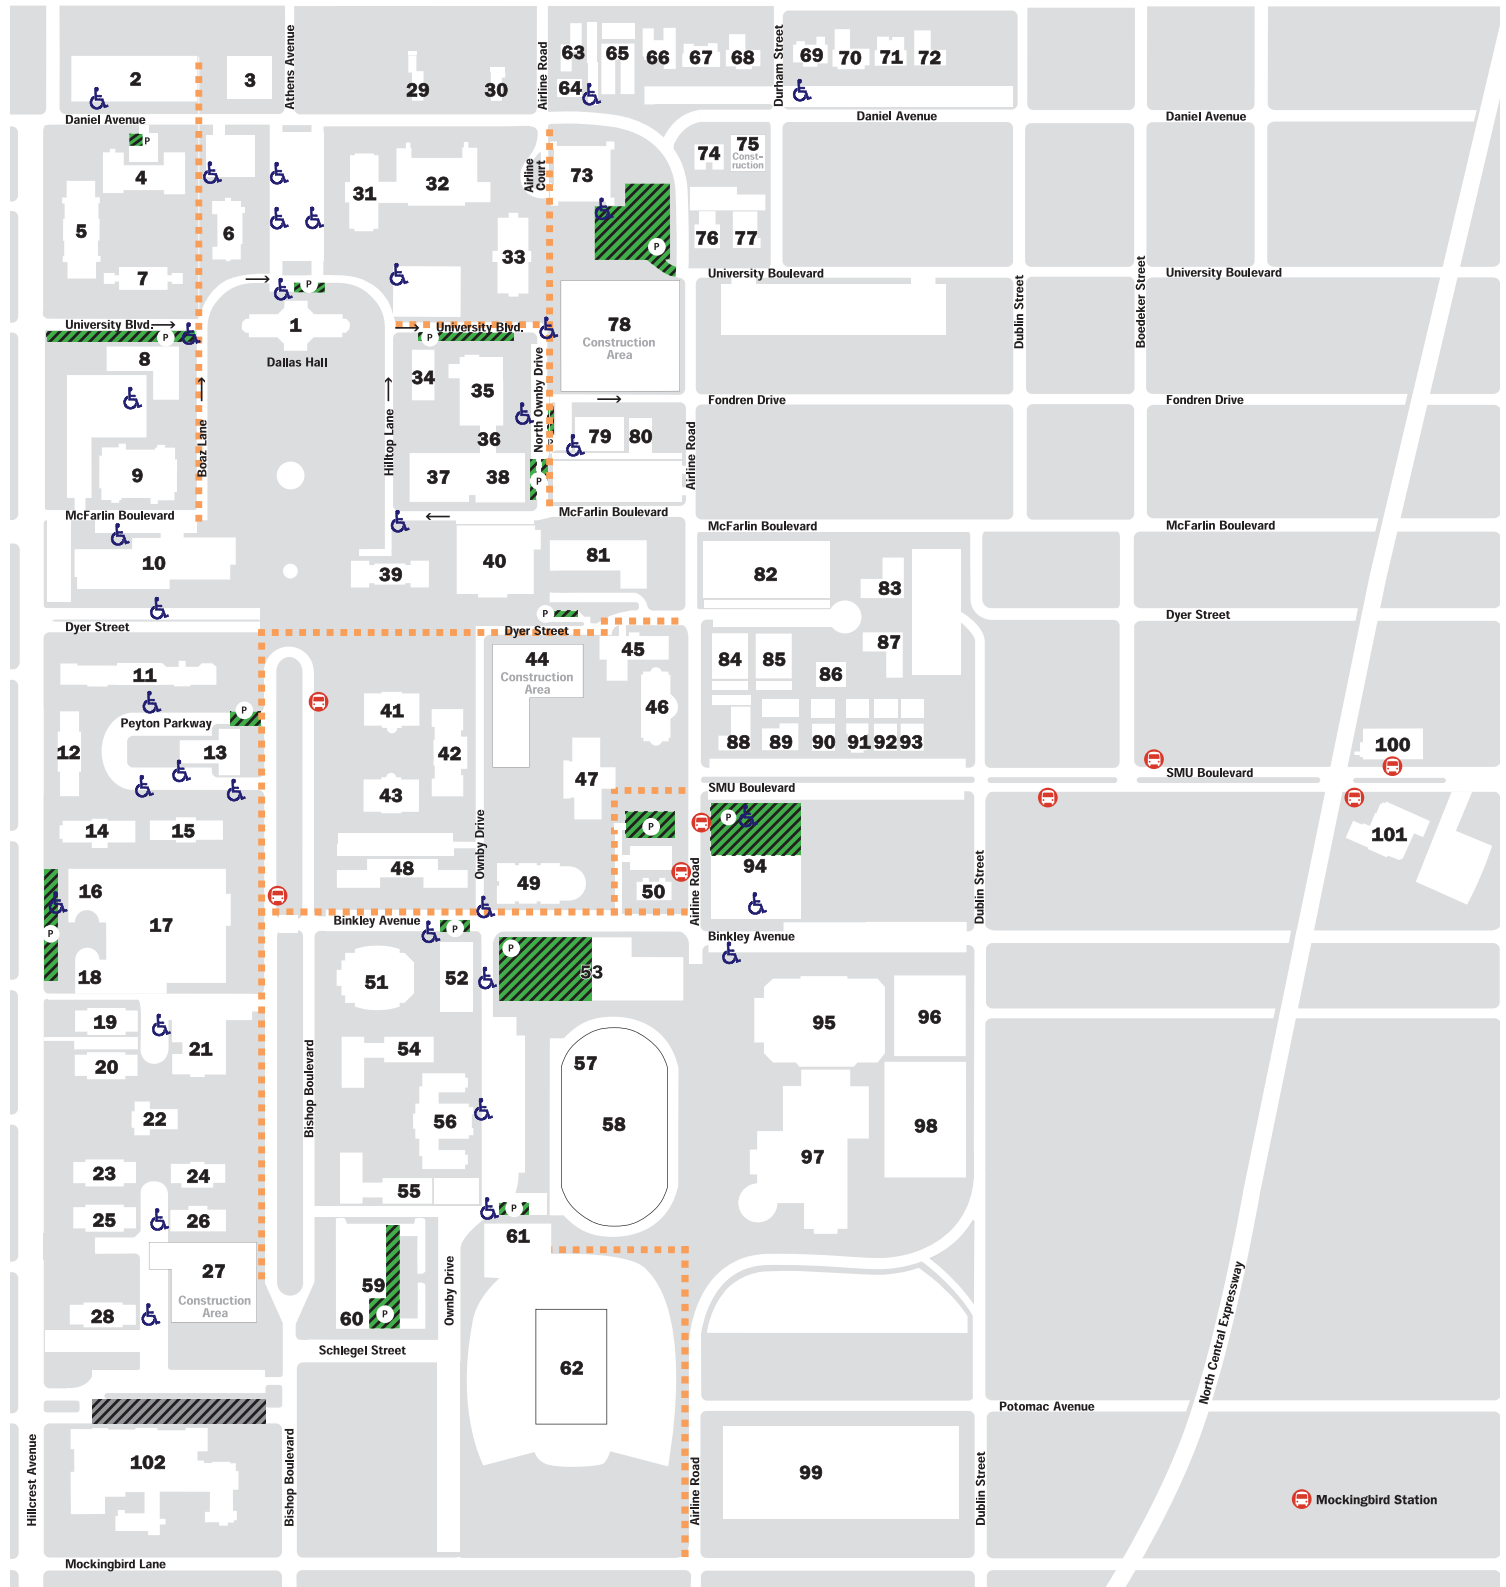 Athens Avenue
Airline Road
Durham Street
2
3
29
30
63
64
65
66
67
68
69
70
71
72
Daniel Avenue
Daniel Avenue
Daniel Avenue
P
4
5
6
7
31
32
33
Airline
Court
73
74
75
Const-
ruction
76
77
P
University Boulevard
University Boulevard
Dublin Street
Boedeker Street
P
University Blvd.
P
1
Dallas Hall
University Blvd.
P
78
Construction
Area
8
9
Boaz Lane
Hilltop Lane
34
35
36
37
38
North Ownby Drive
P
P
79
80
Airline Road
Fondren Drive
Fondren Drive
McFarlin Boulevard
McFarlin Boulevard
McFarlin Boulevard
McFarlin Boulevard
10
39
40
81
82
83
P
Dyer Street
Dyer Street
Dyer Street
11
Peyton Parkway
P
12
13
14
15
41
42
43
44
Construction
Area
45
46
47
84
85
86
87
88
89
90
91
92
93
100
SMU Boulevard
SMU Boulevard
101
Ownby Drive
48
49
50
P
P
94
Airline Road
Dublin Street
16
17
18
P
Binkley Avenue
Binkley Avenue
P
P
51
52
53
19
20
21
22
23
24
25
26
27
Construction
Area
28
Bishop Boulevard
54
55
56
57
58
95
96
97
98
P
59
60
P
61
Ownby Drive
62
Schlegel Street
North Central Expressway
Potomac Avenue
102
99
Hillcrest Avenue
Bishop Boulevard
Airline Road
Dublin Street
Mockingbird Station
Mockingbird Lane